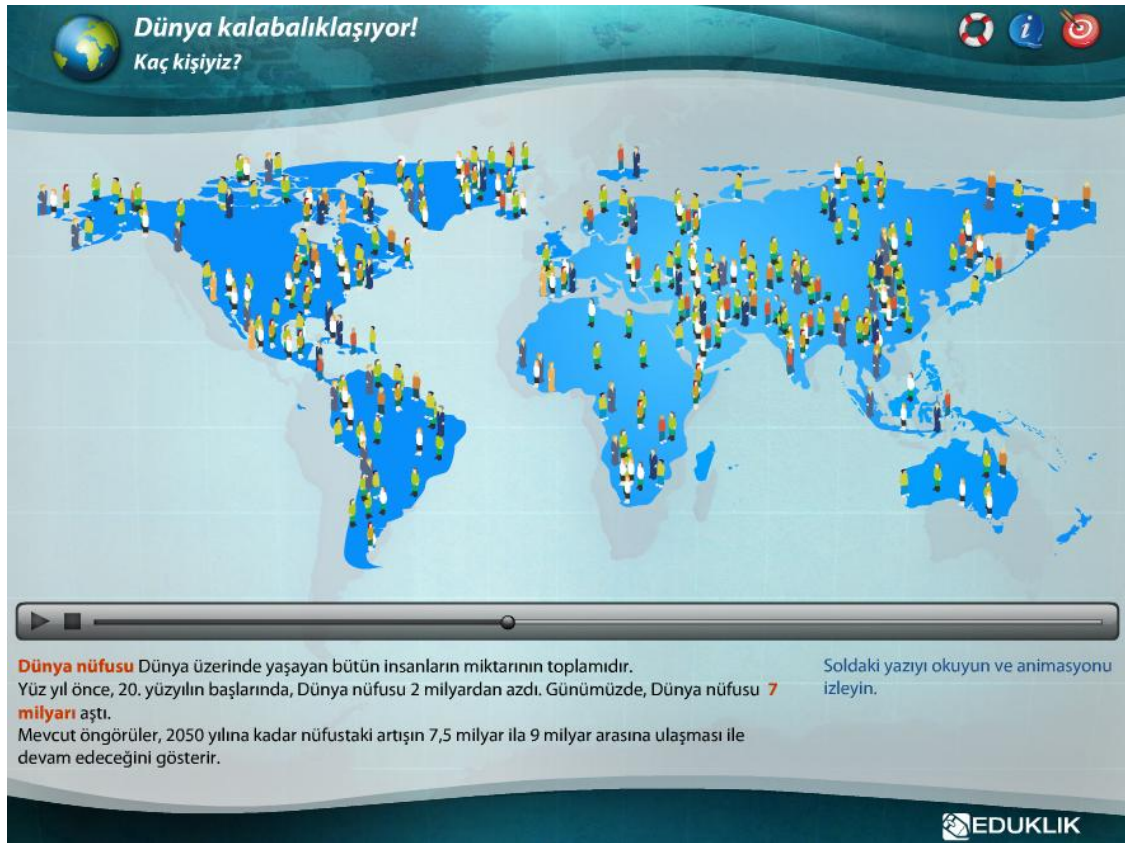 Dünya kalabalıklaşıyor!
Kaç kişiyiz?
Dünya nüfusu Dünya üzerinde yaşayan bütün insanların miktarının toplamıdır.
Yüz yıl önce, 20. yüzyılın başlarında, Dünya nüfusu 2 milyardan azdı. Günümüzde, Dünya nüfusu 7
milyarı aştı.
Mevcut öngörüler, 2050 yılına kadar nüfustaki artışın 7,5 milyar ila 9 milyar arasına ulaşması ile
devam edeceğini gösterir.
Soldaki yazıyı okuyun ve animasyonu
izleyin.
EDUKLIK